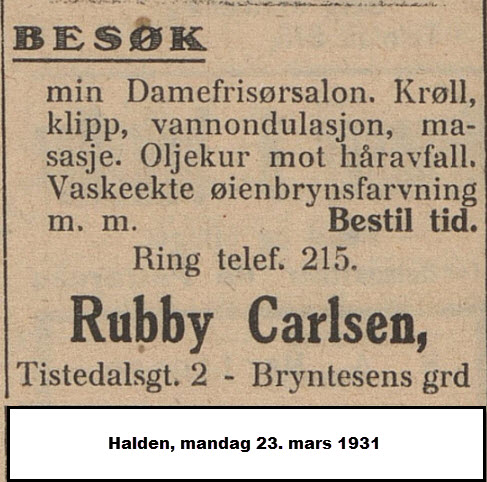 BESØK
min Damefrisørsalon. Krøll,
klipp, vannondulasjon, ma-
sasje. Oljekur mot håravfall.
Vaskeekte øienbrynsfarvning
m. m. Bestil tid.
Ring telef. 215.
Rubby Carlsen,
Tistedalsgt. 2 - Bryntesens grd
Halden, mandag 23. mars 1931